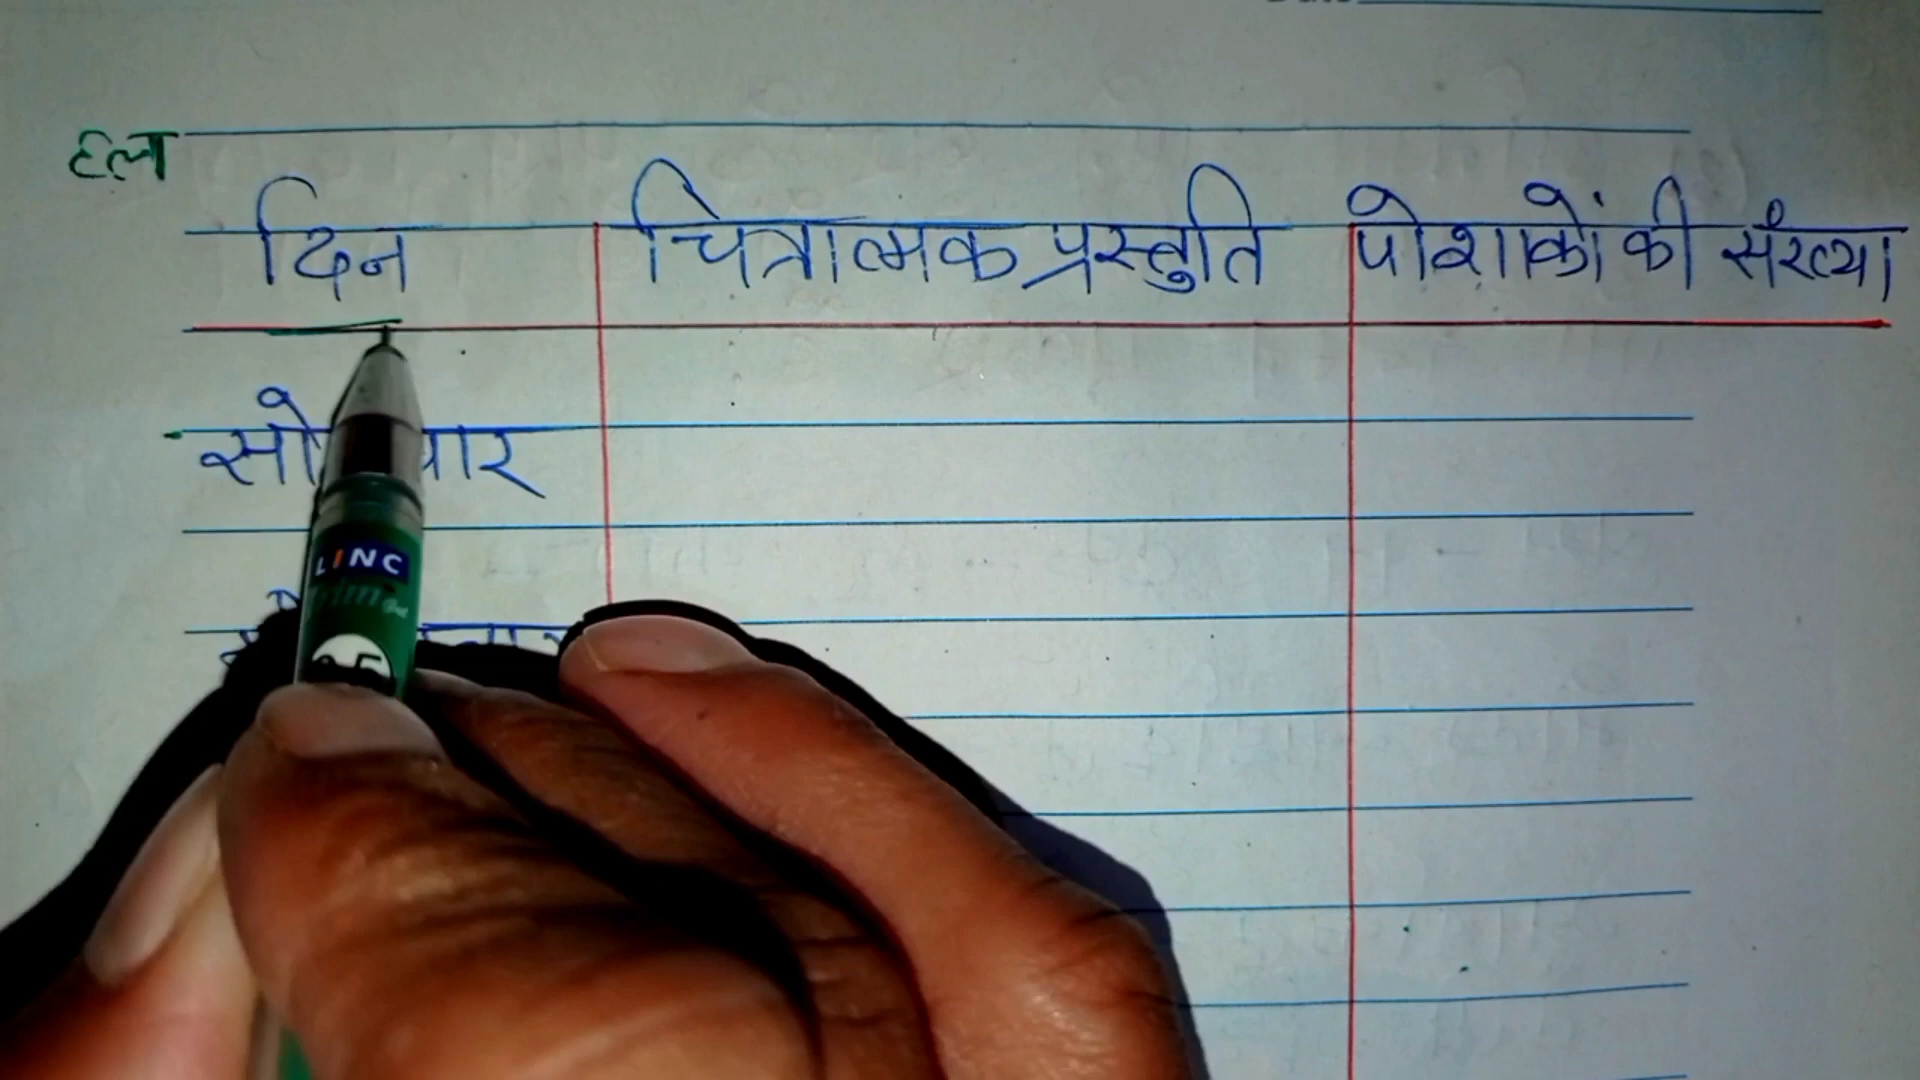 हल
दिन चित्रात्मक प्रस्तुति पोशाकों की संख्या
LINC